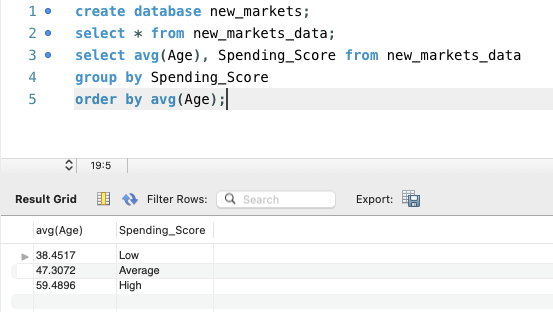 1 create database new_markets;
2 select * from new_markets_data;
3 select avg(Age), Spending_Score from new_markets_data
4 group by Spending_Score
5 order by avg(Age);
19:5
Result Grid Filter Rows: Search Export:
avg(Age) Spending_Score
38.4517 Low
47.3072 Average
59.4896 High